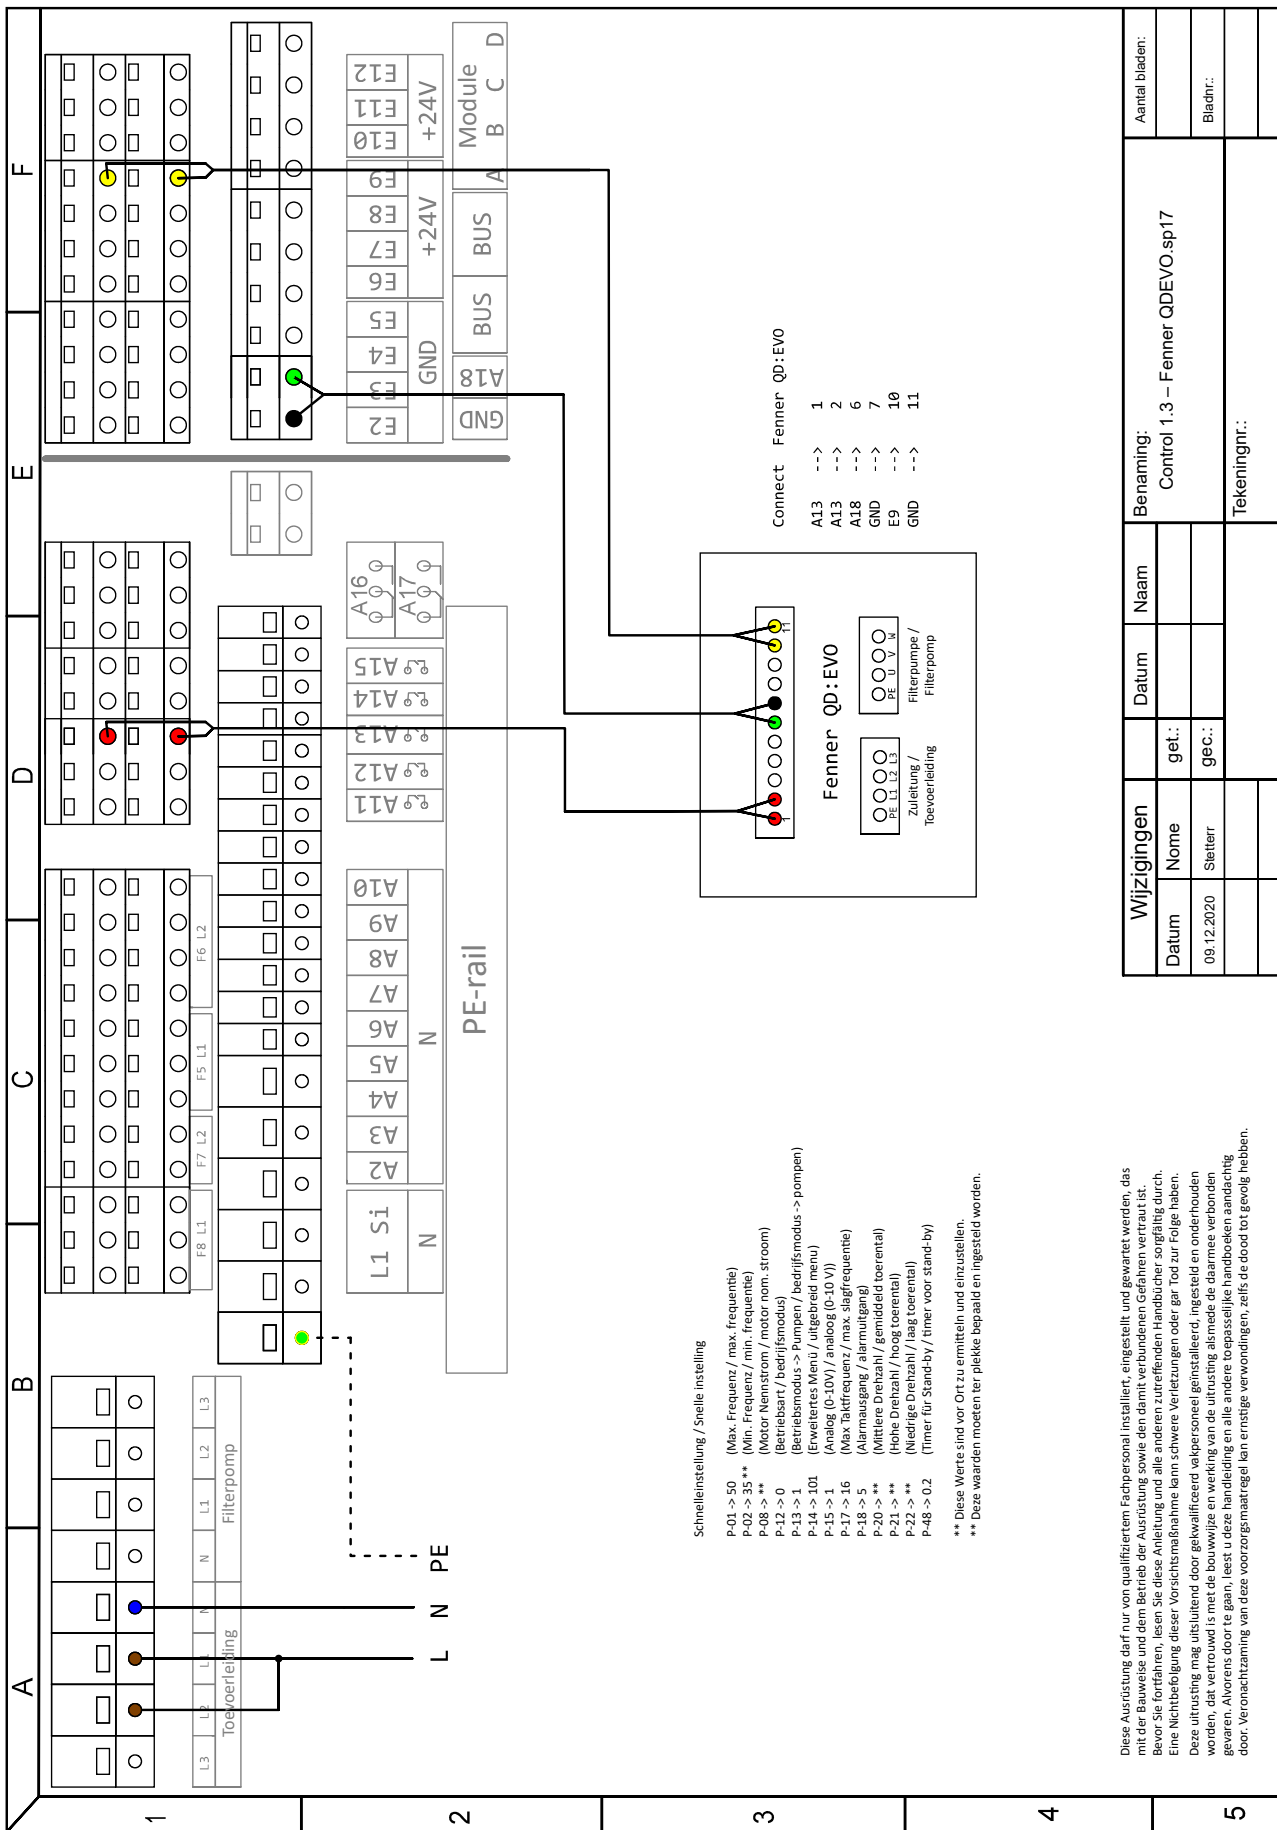 A
B
C
D
E
F
1
2
3
4
5
L3
L2
L1
N
N
L1
L2
L3
Toevoerleiding
Filterpomp
F8 L1
F7 L2
F5 L1
F6 L2
L1 Si
A2
A3
A4
A5
A6
A7
A8
A9
A10
N
N
A11
A12
A13
A14
A15
A16
A17
PE-rail
E2
E3
E4
E5
E6
E7
E8
E9
E10
E11
E12
GND
+24V
+24V
GND
A18
BUS
BUS
Module
A B C D
L
N
PE
1
11
Fenner QD:EVO
PE L1 L2 L3
Zuleitung /
Toevoerleiding
PE U V W
Filterpumpe /
Filterpomp
Connect Fenner QD:EVO
A13 --> 1
A13 --> 2
A18 --> 6
GND --> 7
E9 --> 10
GND --> 11
Schnelleinstellung / Snelle instelling
P-01 -> 50 (Max. Frequenz / max. frequentie)
P-02 -> 35 ** (Min. Frequenz / min. frequentie)
P-08 -> ** (Motor Nennstrom / motor nom. stroom)
P-12 -> 0 (Betriebsart / bedrijfsmodus)
P-13 -> 1 (Betriebsmodus -> Pumpen / bedrijfsmodus -> pompen)
P-14 -> 101 (Erweitertes Menü / uitgebreid menu)
P-15 -> 1 (Analog (0-10V) / analoog (0-10 V))
P-17 -> 16 (Max Taktfrequenz / max. slagfrequentie)
P-18 -> 5 (Alarmausgang / alarmuitgang)
P-20 -> ** (Mittlere Drehzahl / gemiddeld toerental)
P-21 -> ** (Hohe Drehzahl / hoog toerental)
P-22 -> ** (Niedrige Drehzahl / laag toerental)
P-48 -> 0.2 (Timer für Stand-by / timer voor stand-by)
** Diese Werte sind vor Ort zu ermitteln und einzustellen.
** Deze waarden moeten ter plekke bepaald en ingesteld worden.
Diese Ausrüstung darf nur von qualifiziertem Fachpersonal installiert, eingestellt und gewartet werden, das
mit der Bauweise und dem Betrieb der Ausrüstung sowie den damit verbundenen Gefahren vertraut ist.
Bevor Sie fortfahren, lesen Sie diese Anleitung und alle anderen zutreffenden Handbücher sorgfältig durch.
Eine Nichtbefolgung dieser Vorsichtsmaßnahme kann schwere Verletzungen oder gar Tod zur Folge haben.
Deze uitrusting mag uitsluitend door gekwalificeerd vakpersoneel geïnstalleerd, ingesteld en onderhouden
worden, dat vertrouwd is met de bouwwijze en werking van de uitrusting alsmede de daarmee verbonden
gevaren. Alvorens door te gaan, leest u deze handleiding en alle andere toepasselijke handboeken aandachtig
door. Veronachtzaming van deze voorzorgsmaatregel kan ernstige verwondingen, zelfs de dood tot gevolg hebben.
Wijzigingen
Datum Nome
09.12.2020 Stetterr
Datum Naam
get.:
gec.:
Benaming:
Control 1.3 – Fenner QDEVO.sp17
Tekeningnr.:
Aantal bladen:
Bladnr.: